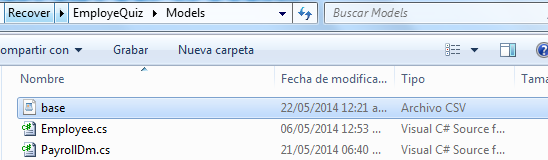 Recover EmployeQuiz Models Buscar Models
ompartir con Grabar Nueva carpeta
Nombre Fecha de modifica... Tipo Tama
base 22/05/2014 12:21 a... Archivo CSV
Employee.cs 06/05/2014 12:53 ... Visual C# Source f...
PayrollDm.cs 21/05/2014 06:40 ... Visual C# Source f...